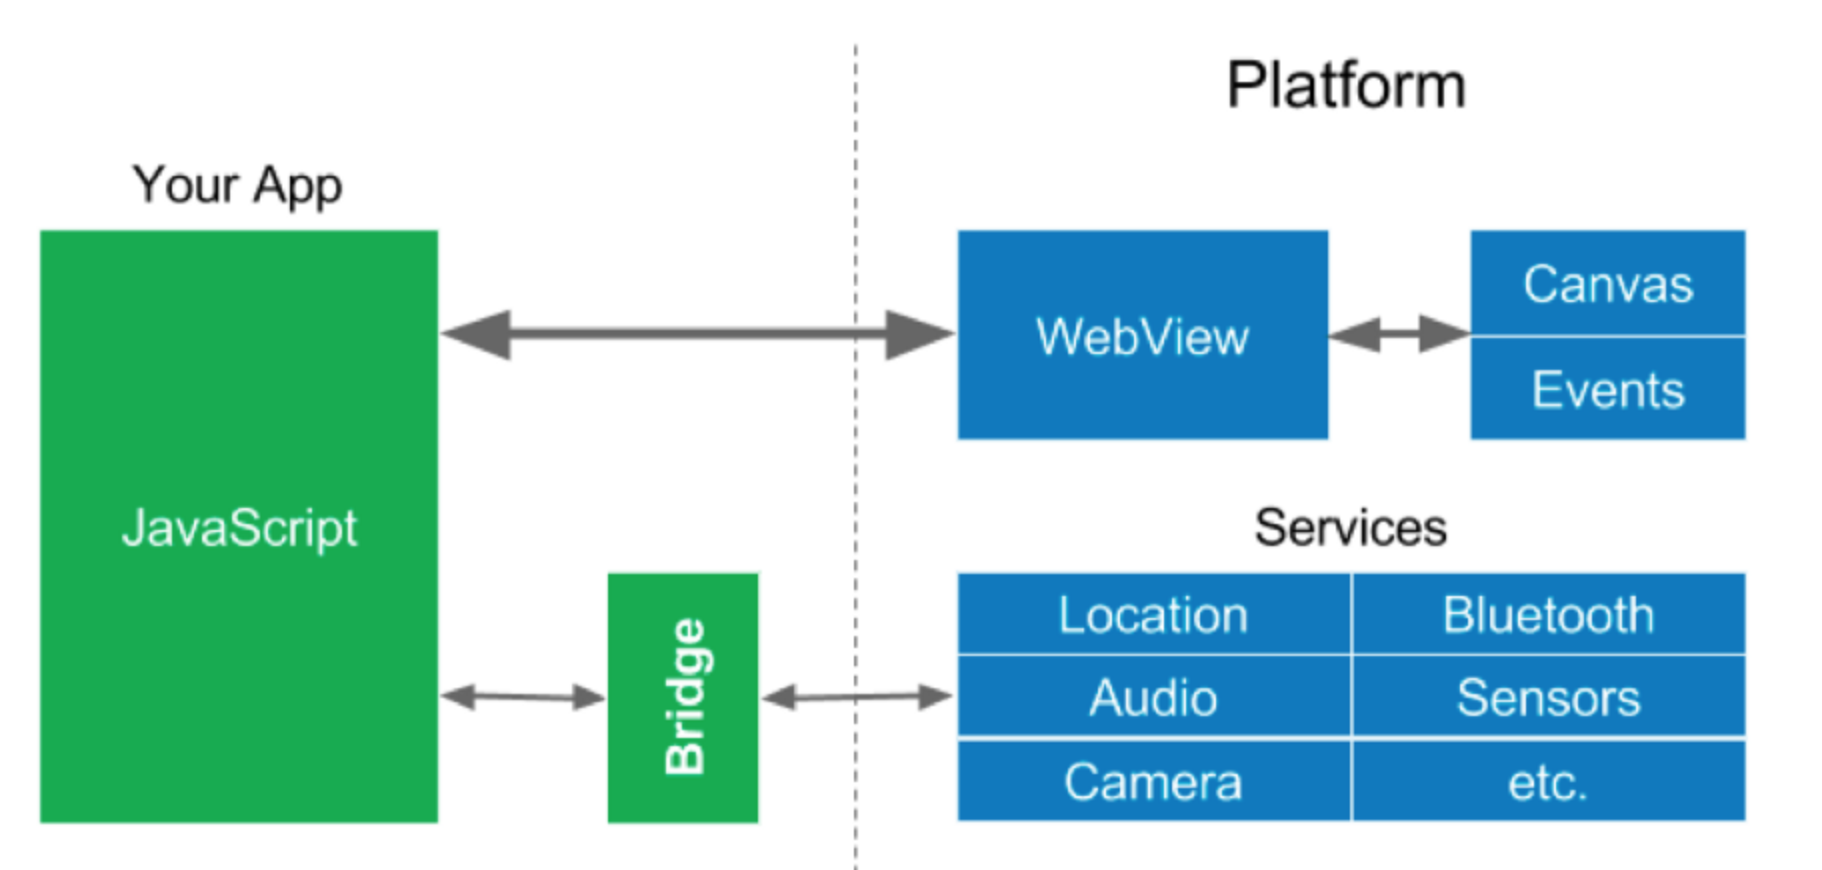 Platform
Your App
JavaScript
WebView
Canvas
Events
Bridge
Services
Location
Bluetooth
Audio
Sensors
Camera
etc.